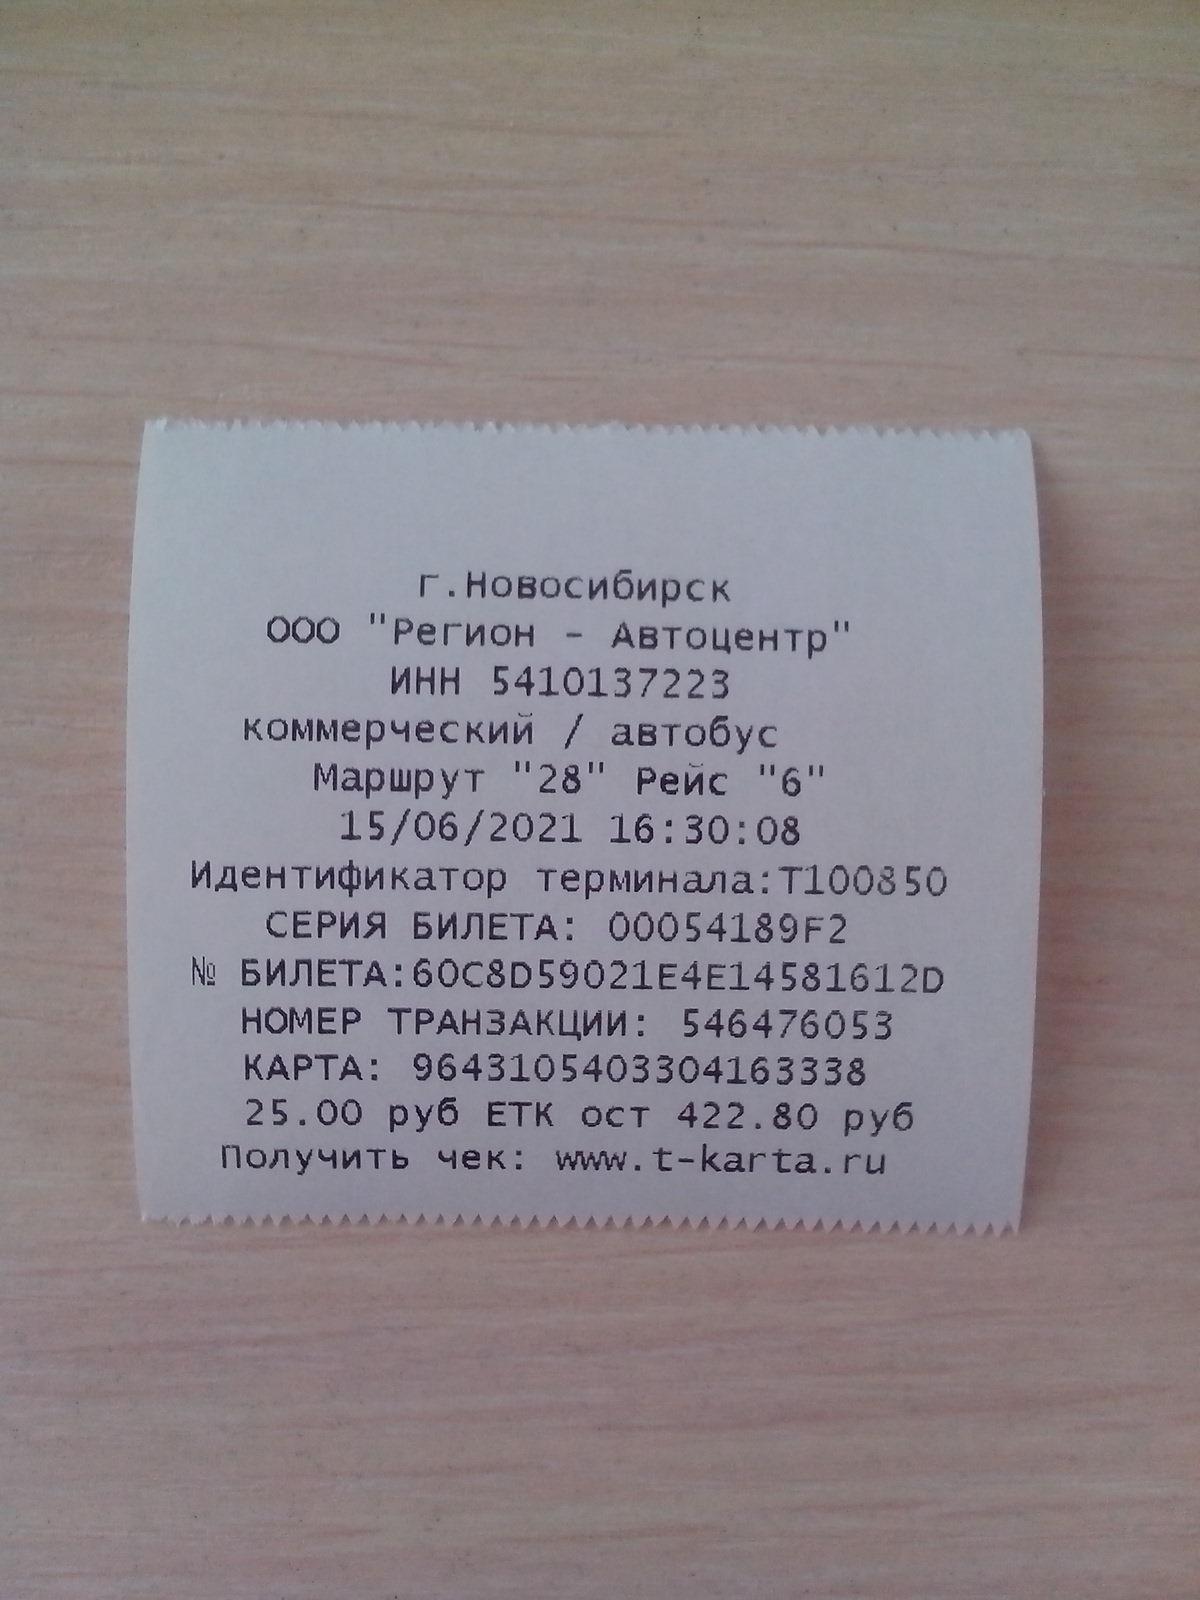 г.Новосибирск
ООО "Регион - Автоцентр"
ИНН 5410137223
коммерческий / автобус
Маршрут "28" Рейс "6"
15/06/2021 16:30:08
Идентификатор терминала:T100850
СЕРИЯ БИЛЕТА: 00054189F2
№ БИЛЕТА:60C8D59021E4E14581612D
НОМЕР ТРАНЗАКЦИИ: 546476053
КАРТА: 9643105403304163338
25.00 руб ЕТК ост 422.80 руб
Получить чек: www.t-karta.ru